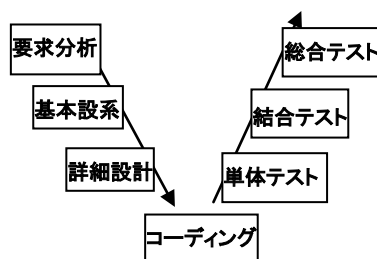 要求分析
基本設系
詳細設計
コーディング
単体テスト
結合テスト
総合テスト